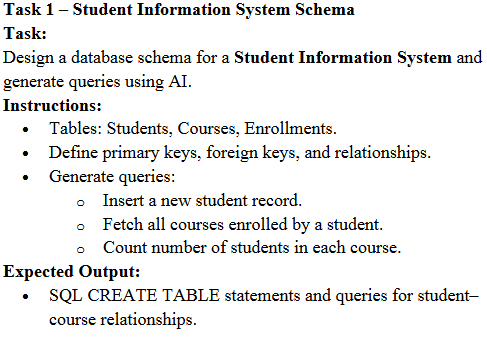 Task 1 – Student Information System Schema
Task:
Design a database schema for a Student Information System and
generate queries using AI.
Instructions:
• Tables: Students, Courses, Enrollments.
• Define primary keys, foreign keys, and relationships.
• Generate queries:
o Insert a new student record.
o Fetch all courses enrolled by a student.
o Count number of students in each course.
Expected Output:
• SQL CREATE TABLE statements and queries for student–
course relationships.